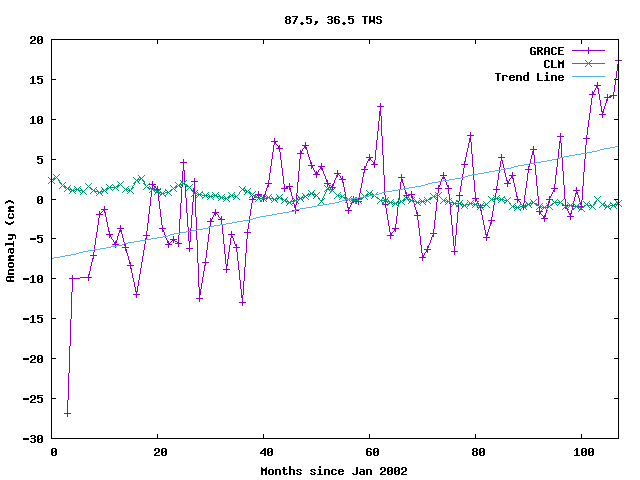 87.5, 36.5 TWS
GRACE
CLM
Trend Line
20
15
10
5
0
-5
-10
-15
-20
-25
-30
Anomaly (cm)
0 20 40 60 80 100
Months since Jan 2002